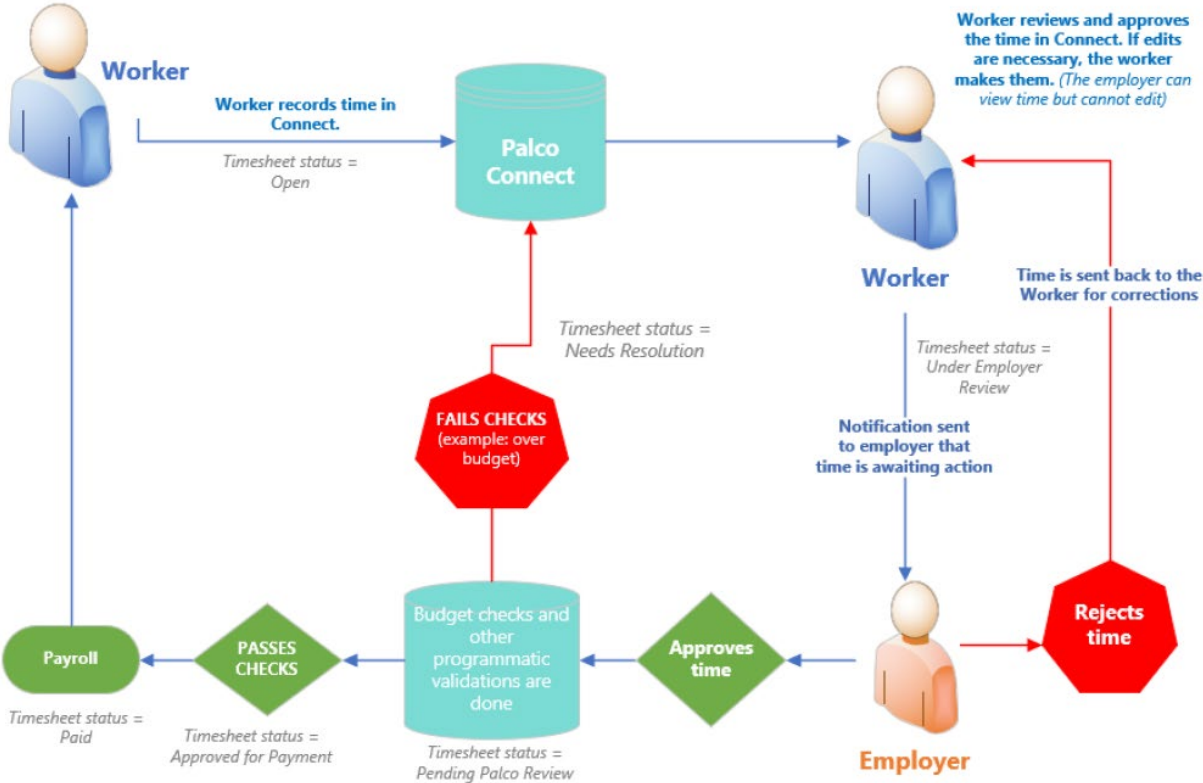 Worker
Worker records time in
Connect.
Timesheet status =
Open
Palco
Connect
Worker reviews and approves
the time in Connect. If edits
are necessary, the worker
makes them. (The employer can
view time but cannot edit)
Worker
Time is sent back to the
Worker for corrections
Timesheet status =
Under Employer
Review
Notification sent
to employer that
time is awaiting action
Timesheet status =
Needs Resolution
FAILS CHECKS
(example: over
budget)
Rejects
time
Employer
Approves
time
Budget checks and
other
programmatic
validations are
done
Timesheet status =
Pending Palco Review
PASSES
CHECKS
Timesheet status =
Approved for Payment
Payroll
Timesheet status =
Paid